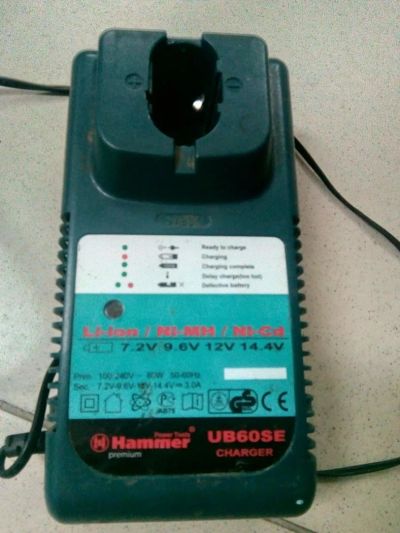 Ready to charge
Charging
Charging complete
Delay charge(too hot)
Defective battery
Li-Ion / Ni-MH / Ni-Cd
7.2V 9.6V 12V 14.4V
Prim. 100-240V~ 80W 50-60Hz
Sec. 7.2V-9.6V-12V-14.4V 3.0A
GS CE
Power Tools
Hammer
premium
UB60SE
CHARGER